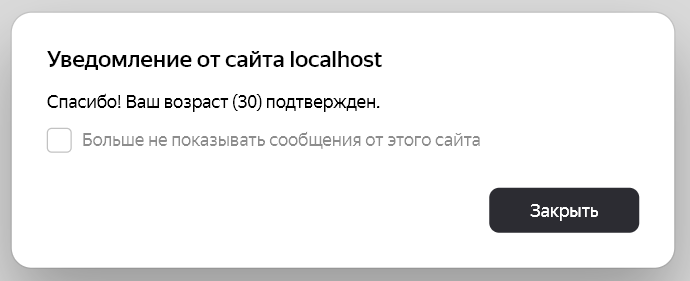 Уведомление от сайта localhost
Спасибо! Ваш возраст (30) подтвержден.
Больше не показывать сообщения от этого сайта
Закрыть